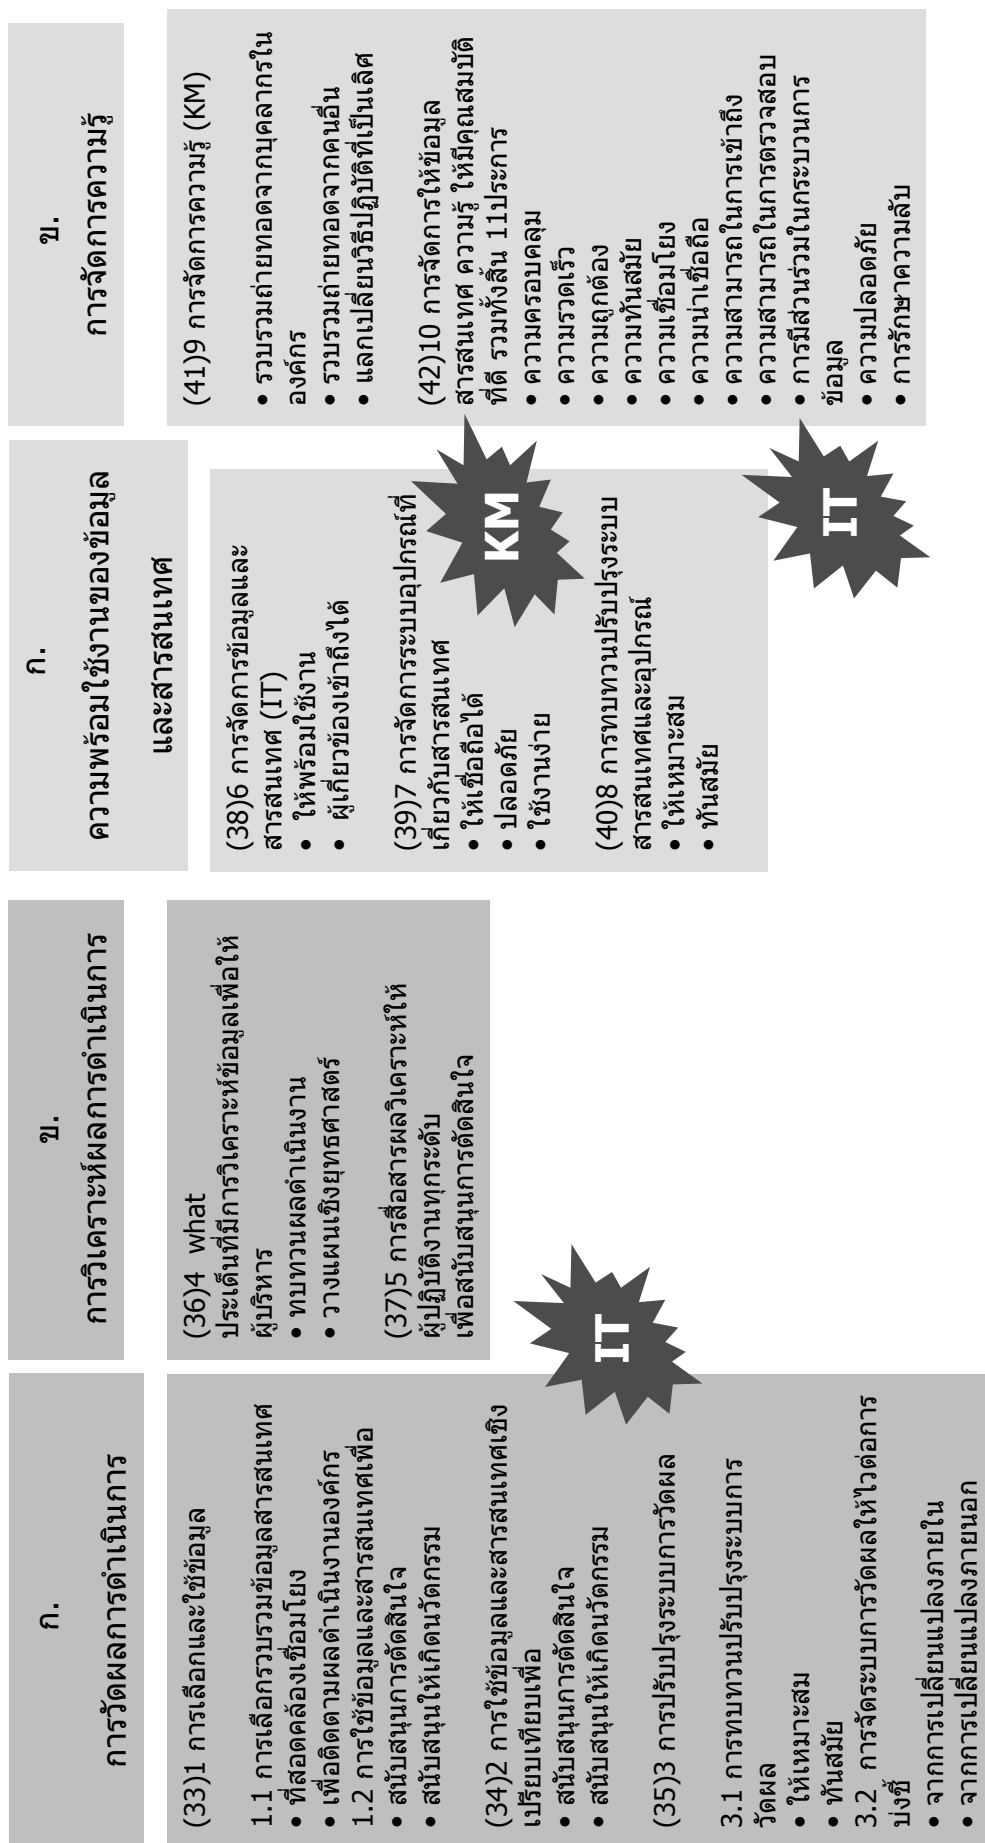 ก.
การวัดผลการดำเนินการ
(33)1 การเลือกและใช้ข้อมูล
1.1 การเลือกรวบรวมข้อมูลสารสนเทศ
• ที่สอดคล้องเชื่อมโยง
• เพื่อติดตามผลดำเนินงานองค์กร
1.2 การใช้ข้อมูลและสารสนเทศเพื่อ
• สนับสนุนการตัดสินใจ
• สนับสนุนให้เกิดนวัตกรรม
(34)2 การใช้ข้อมูลและสารสนเทศเชิง
เปรียบเทียบเพื่อ
• สนับสนุนการตัดสินใจ
• สนับสนุนให้เกิดนวัตกรรม
(35)3 การปรับปรุงระบบการวัดผล
3.1 การทบทวนปรับปรุงระบบการ
วัดผล
• ให้เหมาะสม
• ทันสมัย
3.2 การจัดระบบการวัดผลให้ไวต่อการ
บ่งชี้
• จากการเปลี่ยนแปลงภายใน
• จากการเปลี่ยนแปลงภายนอก
IT
ข.
การวิเคราะห์ผลการดำเนินการ
(36)4 what
ประเด็นที่มีการวิเคราะห์ข้อมูลเพื่อให้
ผู้บริหาร
• ทบทวนผลดำเนินงาน
• วางแผนเชิงยุทธศาสตร์
(37)5 การสื่อสารผลวิเคราะห์ให้
ผู้ปฏิบัติงานทุกระดับ
เพื่อสนับสนุนการตัดสินใจ
ก.
ความพร้อมใช้งานของข้อมูล
และสารสนเทศ
(38)6 การจัดการข้อมูลและ
สารสนเทศ (IT)
• ให้พร้อมใช้งาน
• ผู้เกี่ยวข้องเข้าถึงได้
(39)7 การจัดการระบบอุปกรณ์ที่
เกี่ยวกับสารสนเทศ
• ให้เชื่อถือได้
• ปลอดภัย
• ใช้งานง่าย
(40)8 การทบทวนปรับปรุงระบบ
สารสนเทศและอุปกรณ์
• ให้เหมาะสม
• ทันสมัย
KM
IT
ข.
การจัดการความรู้
(41)9 การจัดการความรู้ (KM)
• รวบรวมถ่ายทอดจากบุคลากรใน
องค์กร
• รวบรวมถ่ายทอดจากคนอื่น
• แลกเปลี่ยนวิธีปฏิบัติที่เป็นเลิศ
(42)10 การจัดการให้ข้อมูล
สารสนเทศ ความรู้ ให้มีคุณสมบัติ
ที่ดี รวมทั้งสิ้น 11ประการ
• ความครอบคลุม
• ความรวดเร็ว
• ความถูกต้อง
• ความทันสมัย
• ความเชื่อมโยง
• ความน่าเชื่อถือ
• ความสามารถในการเข้าถึง
• ความสามารถในการตรวจสอบ
• การมีส่วนร่วมในกระบวนการ
ข้อมูล
• ความปลอดภัย
• การรักษาความลับ